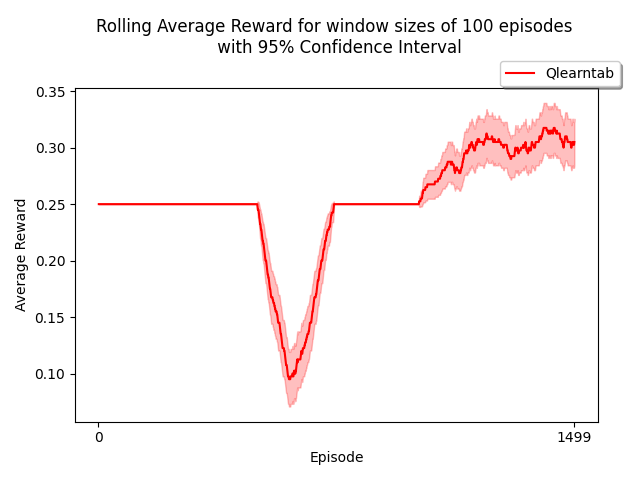 Rolling Average Reward for window sizes of 100 episodes
with 95% Confidence Interval
Qlearntab
0.35
0.30
0.25
0.20
0.15
0.10
Average Reward
0
1499
Episode